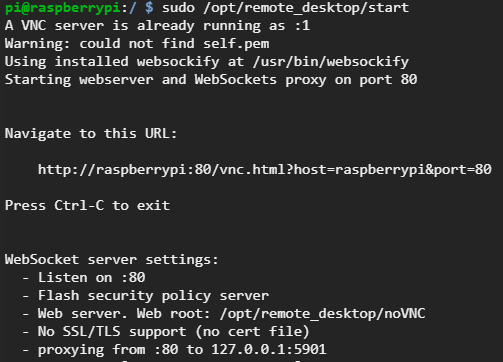 pi@raspberrypi:/ $ sudo /opt/remote_desktop/start
A VNC server is already running as :1
Warning: could not find self.pem
Using installed websockify at /usr/bin/websockify
Starting webserver and WebSockets proxy on port 80
Navigate to this URL:
http://raspberrypi:80/vnc.html?host=raspberrypi&port=80
Press Ctrl-C to exit
WebSocket server settings:
- Listen on :80
- Flash security policy server
- Web server. Web root: /opt/remote_desktop/noVNC
- No SSL/TLS support (no cert file)
- proxying from :80 to 127.0.0.1:5901